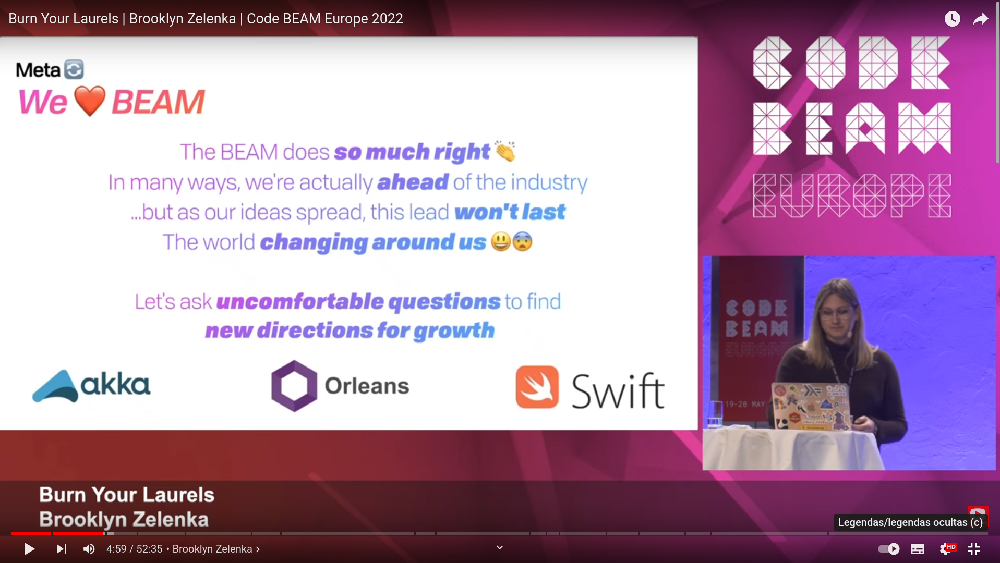 Burn Your Laurels | Brooklyn Zelenka | Code BEAM Europe 2022
Meta
We ❤️ BEAM
The BEAM does so much right 👏
In many ways, we're actually ahead of the industry
...but as our ideas spread, this lead won't last
The world changing around us 😃😨
Let's ask uncomfortable questions to find
new directions for growth
akka
Orleans
Swift
CODE
BEAM
EUROPE
CODE
BEAM
EUROPE
19-20 MAY
Burn Your Laurels
Brooklyn Zelenka
Legendas/legendas ocultas (c)
4:59 / 52:35 • Brooklyn Zelenka
HD